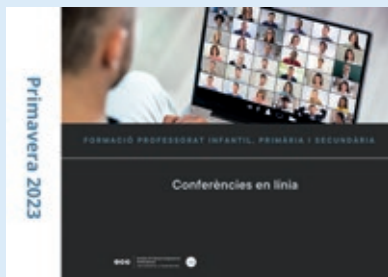 Primavera 2023
FORMACIÓ PROFESSORAT INFANTIL, PRIMÀRIA I SECUNDÀRIA
Conferències en línia